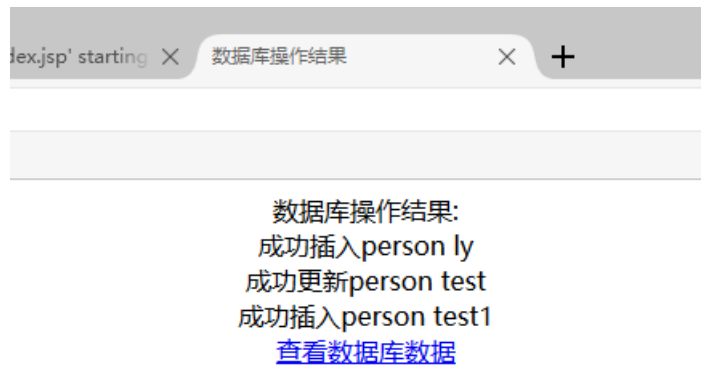 dex.jsp' starting
数据库操作结果
数据库操作结果:
成功插入person ly
成功更新person test
成功插入person test1
查看数据库数据